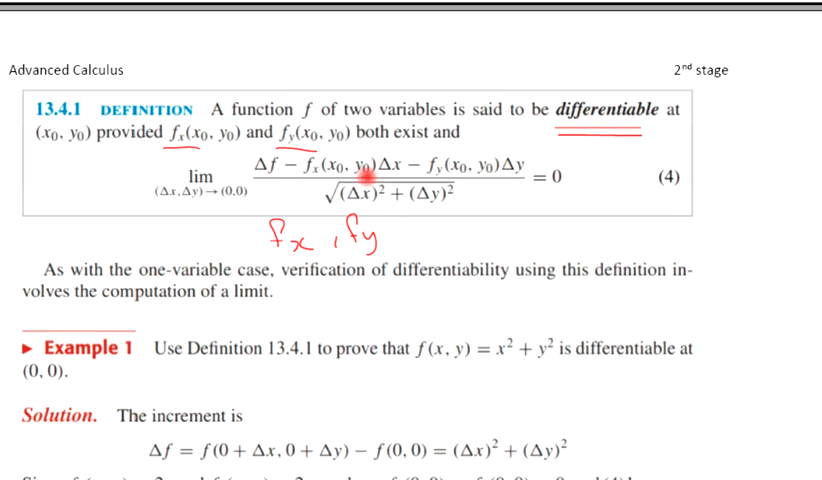 Advanced Calculus 2nd stage
13.4.1 DEFINITION A function f of two variables is said to be differentiable at
(x₀, y₀) provided fₓ(x₀, y₀) and f_y(x₀, y₀) both exist and
lim (Δx,Δy)→(0,0) (Δf − fₓ(x₀, y₀)Δx − f_y(x₀, y₀)Δy) / √((Δx)² + (Δy)²) = 0 (4)
fx , fy
As with the one-variable case, verification of differentiability using this definition in-
volves the computation of a limit.
▶ Example 1 Use Definition 13.4.1 to prove that f(x, y) = x² + y² is differentiable at
(0, 0).
Solution. The increment is
Δf = f(0 + Δx, 0 + Δy) − f(0, 0) = (Δx)² + (Δy)²